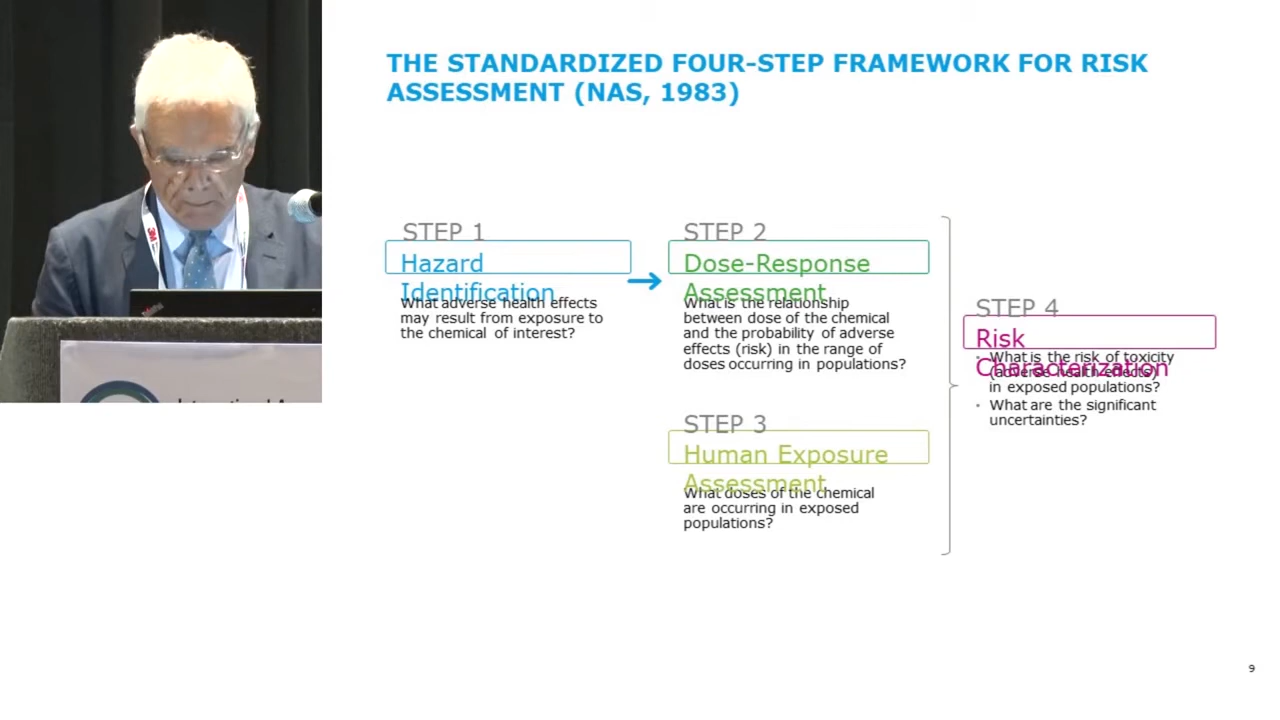 THE STANDARDIZED FOUR-STEP FRAMEWORK FOR RISK
ASSESSMENT (NAS, 1983)
STEP 1
Hazard
Identification
What adverse health effects
may result from exposure to
the chemical of interest?
STEP 2
Dose-Response
Assessment
What is the relationship
between dose of the chemical
and the probability of adverse
effects (risk) in the range of
doses occurring in populations?
STEP 3
Human Exposure
Assessment
What doses of the chemical
are occurring in exposed
populations?
STEP 4
Risk
Characterization
What is the risk of toxicity
(adverse health effects)
in exposed populations?
What are the significant
uncertainties?
9
3M